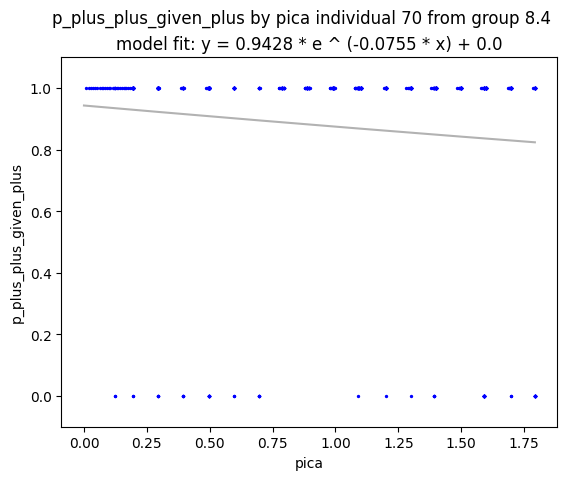 p_plus_plus_given_plus by pica individual 70 from group 8.4
model fit: y = 0.9428 * e ^ (-0.0755 * x) + 0.0
p_plus_plus_given_plus
1.0
0.8
0.6
0.4
0.2
0.0
0.00 0.25 0.50 0.75 1.00 1.25 1.50 1.75
pica